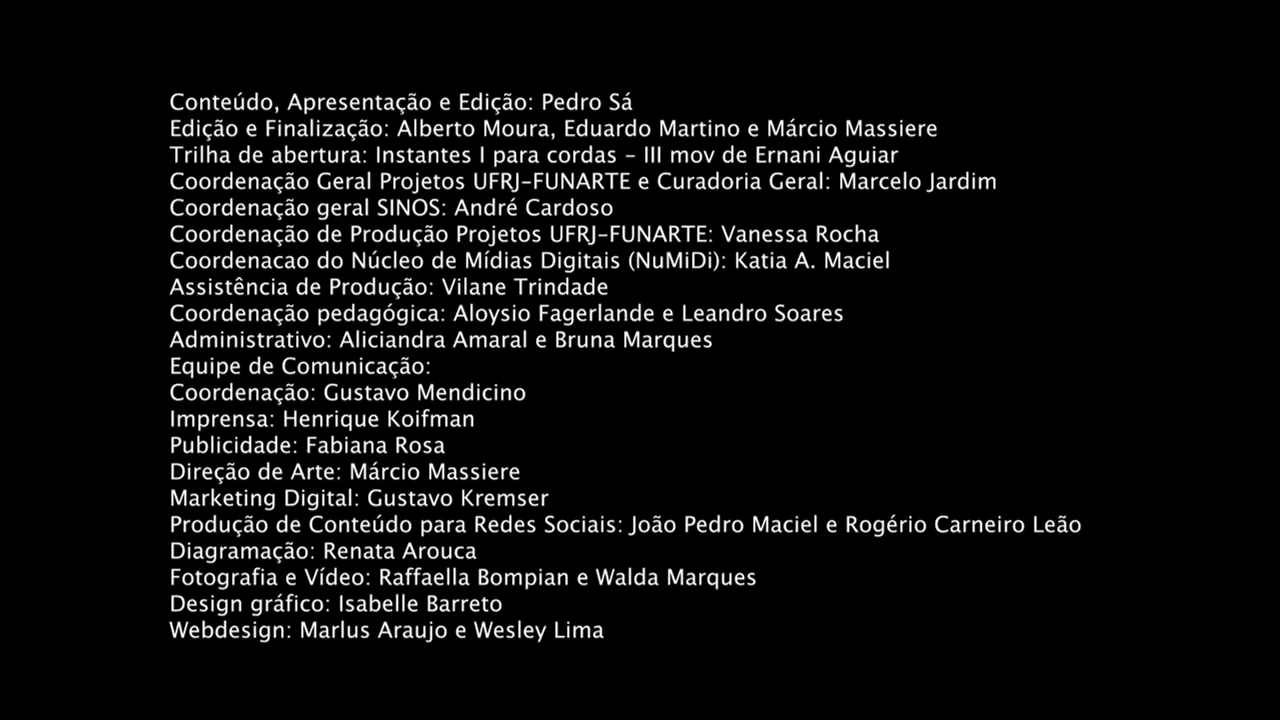 Conteúdo, Apresentação e Edição: Pedro Sá
Edição e Finalização: Alberto Moura, Eduardo Martino e Márcio Massiere
Trilha de abertura: Instantes I para cordas – III mov de Ernani Aguiar
Coordenação Geral Projetos UFRJ-FUNARTE e Curadoria Geral: Marcelo Jardim
Coordenação geral SINOS: André Cardoso
Coordenação de Produção Projetos UFRJ-FUNARTE: Vanessa Rocha
Coordenacao do Núcleo de Mídias Digitais (NuMiDi): Katia A. Maciel
Assistência de Produção: Vilane Trindade
Coordenação pedagógica: Aloysio Fagerlande e Leandro Soares
Administrativo: Aliciandra Amaral e Bruna Marques
Equipe de Comunicação:
Coordenação: Gustavo Mendicino
Imprensa: Henrique Koifman
Publicidade: Fabiana Rosa
Direção de Arte: Márcio Massiere
Marketing Digital: Gustavo Kremser
Produção de Conteúdo para Redes Sociais: João Pedro Maciel e Rogério Carneiro Leão
Diagramação: Renata Arouca
Fotografia e Vídeo: Raffaella Bompian e Walda Marques
Design gráfico: Isabelle Barreto
Webdesign: Marlus Araujo e Wesley Lima